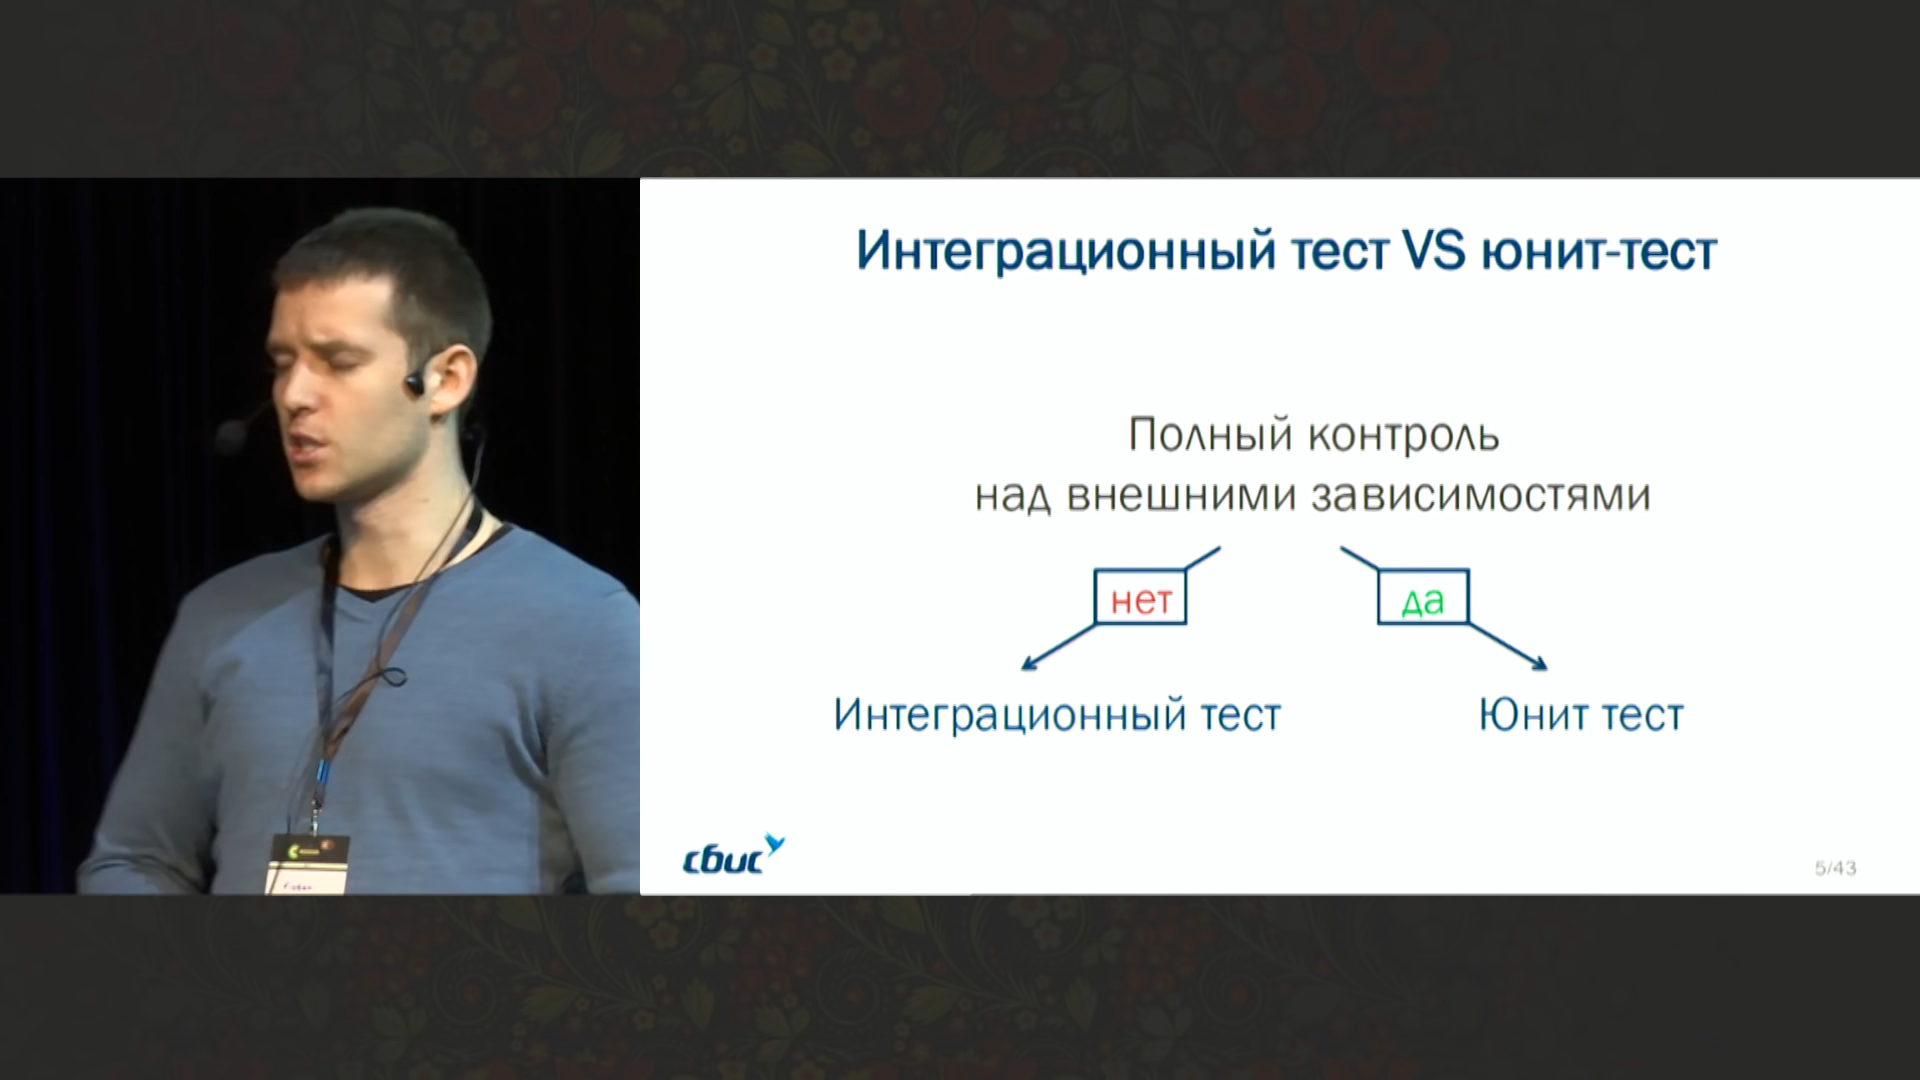 Интеграционный тест VS юнит-тест
Полный контроль
над внешними зависимостями
нет
да
Интеграционный тест
Юнит тест
сбис
5/43